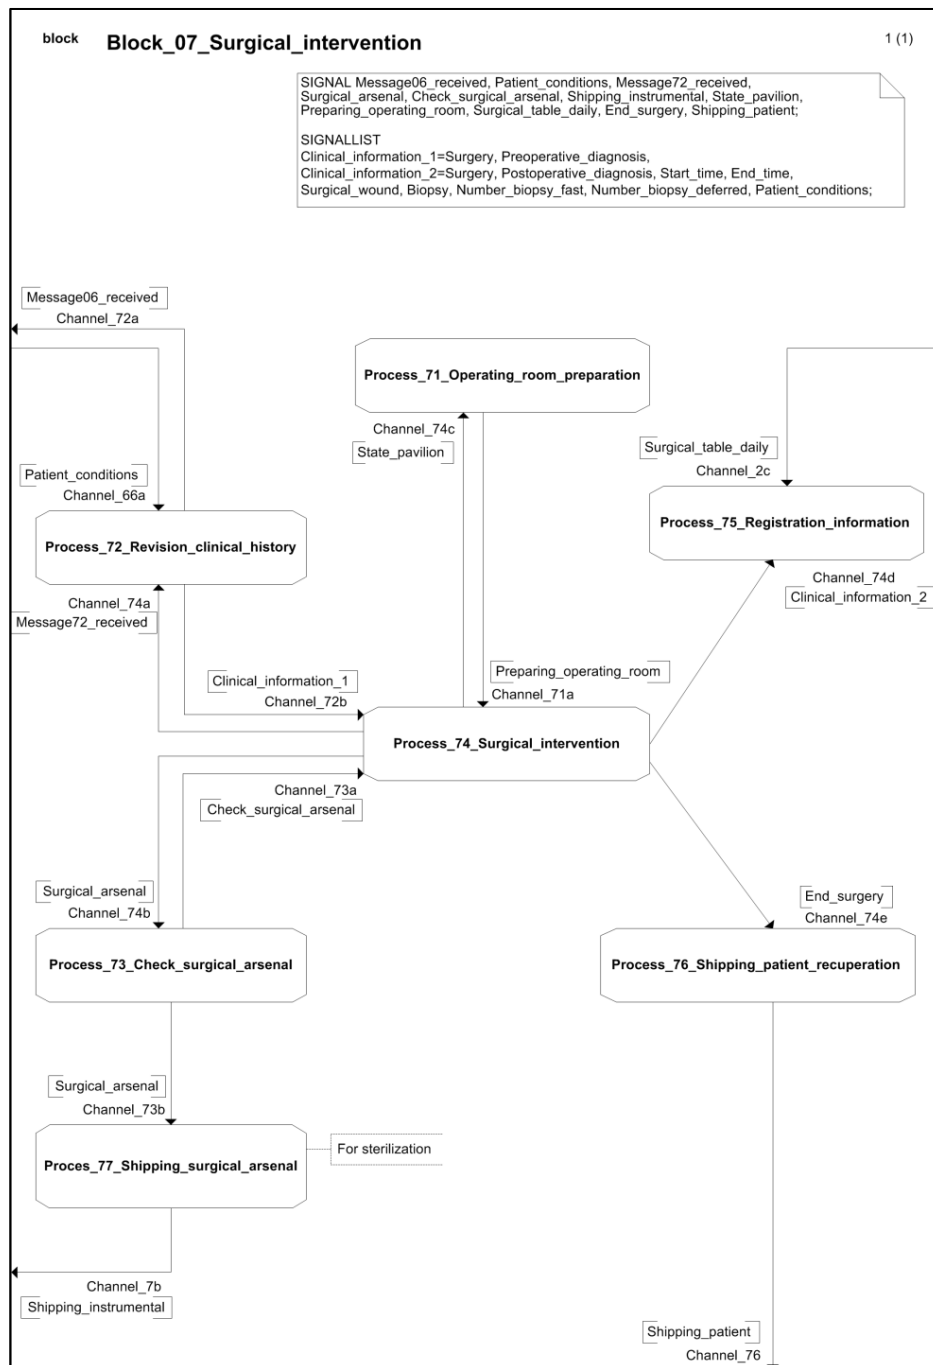 block Block_07_Surgical_intervention 1 (1)
SIGNAL Message06_received, Patient_conditions, Message72_received,
Surgical_arsenal, Check_surgical_arsenal, Shipping_instrumental, State_pavilion,
Preparing_operating_room, Surgical_table_daily, End_surgery, Shipping_patient;
SIGNALLIST
Clinical_information_1=Surgery, Preoperative_diagnosis,
Clinical_information_2=Surgery, Postoperative_diagnosis, Start_time, End_time,
Surgical_wound, Biopsy, Number_biopsy_fast, Number_biopsy_deferred, Patient_conditions;
Message06_received
Channel_72a
Process_71_Operating_room_preparation
Channel_74c
State_pavilion
Surgical_table_daily
Channel_2c
Patient_conditions
Channel_66a
Process_72_Revision_clinical_history
Process_75_Registration_information
Channel_74a
Message72_received
Channel_74d
Clinical_information_2
Clinical_information_1
Channel_72b
Preparing_operating_room
Channel_71a
Process_74_Surgical_intervention
Channel_73a
Check_surgical_arsenal
Surgical_arsenal
Channel_74b
End_surgery
Channel_74e
Process_73_Check_surgical_arsenal
Process_76_Shipping_patient_recuperation
Surgical_arsenal
Channel_73b
Proces_77_Shipping_surgical_arsenal
For sterilization
Channel_7b
Shipping_instrumental
Shipping_patient
Channel_76